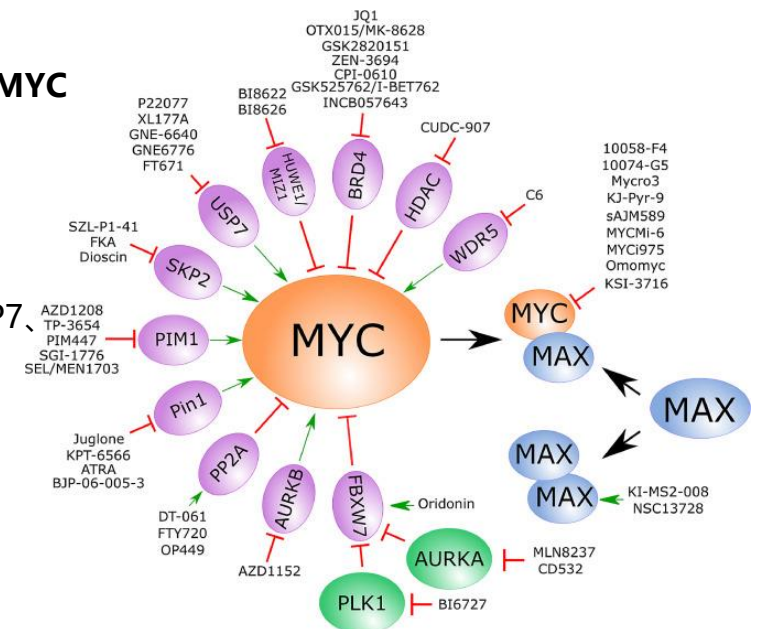 MYC
JQ1
OTX015/MK-8628
GSK2820151
ZEN-3694
CPI-0610
GSK525762/I-BET762
INCB057643
BI8622
BI8626
P22077
XL177A
GNE-6640
GNE6776
FT671
CUDC-907
C6
10058-F4
10074-G5
Mycro3
KJ-Pyr-9
sAJM589
MYCMi-6
MYCi975
Omomyc
KSI-3716
HUWE1/
MIZ1
BRD4
HDAC
USP7
WDR5
SZL-P1-41
FKA
Dioscin
SKP2
P7、
AZD1208
TP-3654
PIM447
SGI-1776
SEL/MEN1703
PIM1
MYC
MYC
MAX
MAX
Pin1
Juglone
KPT-6566
ATRA
BJP-06-005-3
PP2A
DT-061
FTY720
OP449
AURKB
AZD1152
FBXW7
Oridonin
MAX
MAX
KI-MS2-008
NSC13728
AURKA
MLN8237
CD532
PLK1
BI6727